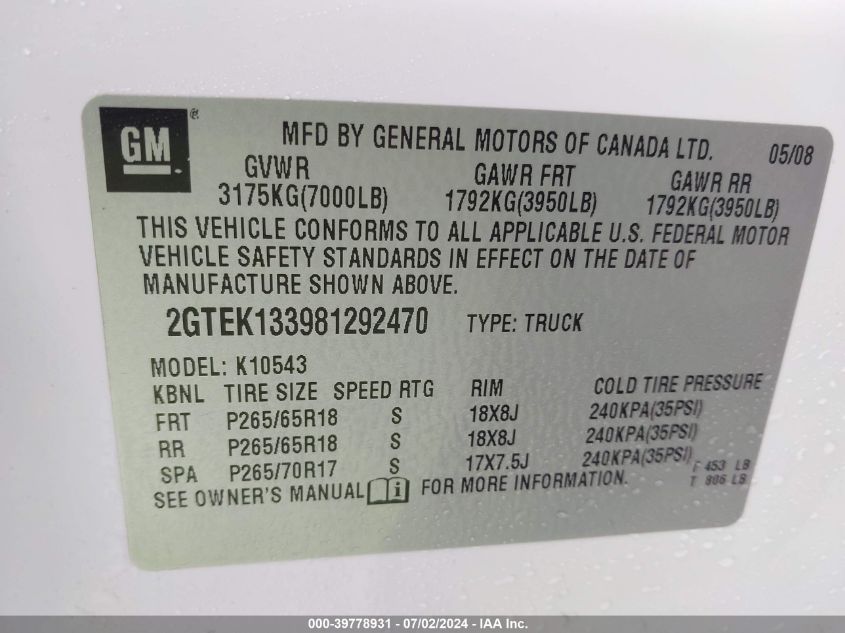 GM®
MFD BY GENERAL MOTORS OF CANADA LTD. 05/08
GVWR GAWR FRT GAWR RR
3175KG(7000LB) 1792KG(3950LB) 1792KG(3950LB)
THIS VEHICLE CONFORMS TO ALL APPLICABLE U.S. FEDERAL MOTOR
VEHICLE SAFETY STANDARDS IN EFFECT ON THE DATE OF
MANUFACTURE SHOWN ABOVE.
2GTEK133981292470 TYPE: TRUCK
MODEL: K10543
KBNL TIRE SIZE SPEED RTG RIM COLD TIRE PRESSURE
FRT P265/65R18 S 18X8J 240KPA(35PSI)
RR P265/65R18 S 18X8J 240KPA(35PSI)
SPA P265/70R17 S 17X7.5J 240KPA(35PSI)
F 453 LB
T 806 LB
SEE OWNER'S MANUAL i FOR MORE INFORMATION.
000-39778931 - 07/02/2024 - IAA Inc.